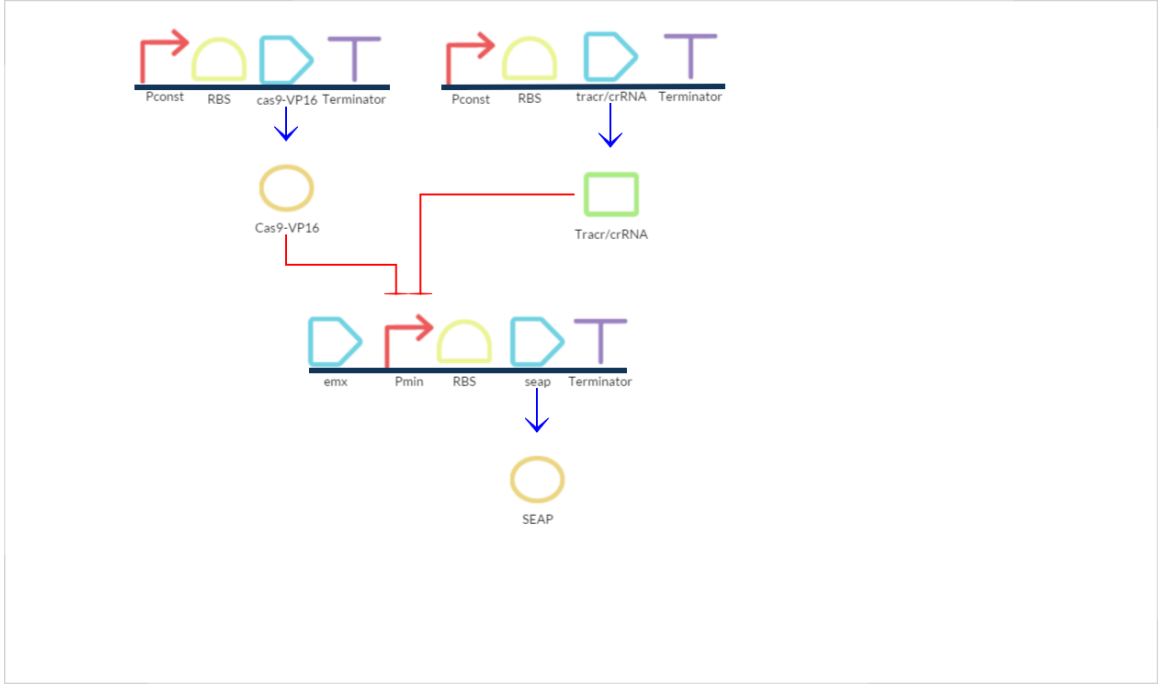 Pconst RBS cas9-VP16 Terminator
Pconst RBS tracr/crRNA Terminator
Cas9-VP16
Tracr/crRNA
emx Pmin RBS seap Terminator
SEAP